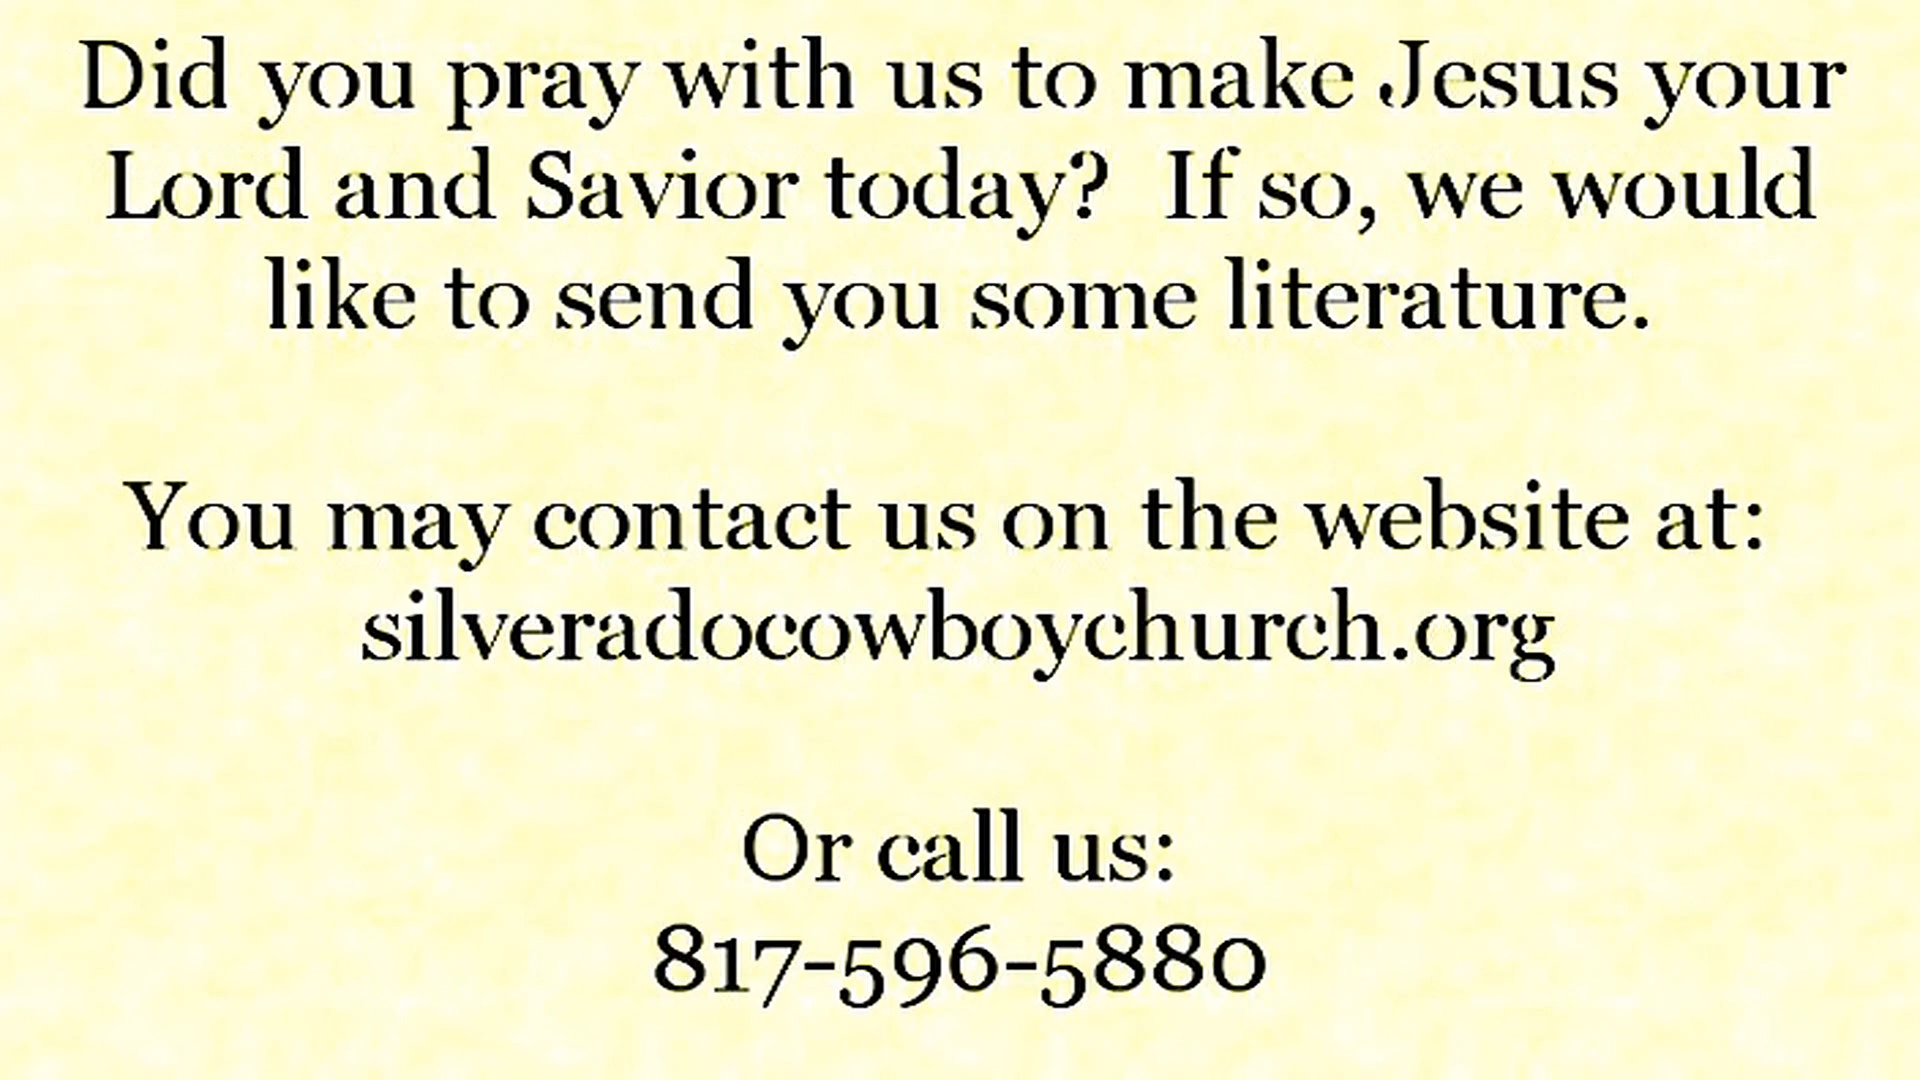 Did you pray with us to make Jesus your
Lord and Savior today?  If so, we would
like to send you some literature.
You may contact us on the website at:
silveradocowboychurch.org
Or call us:
817-596-5880